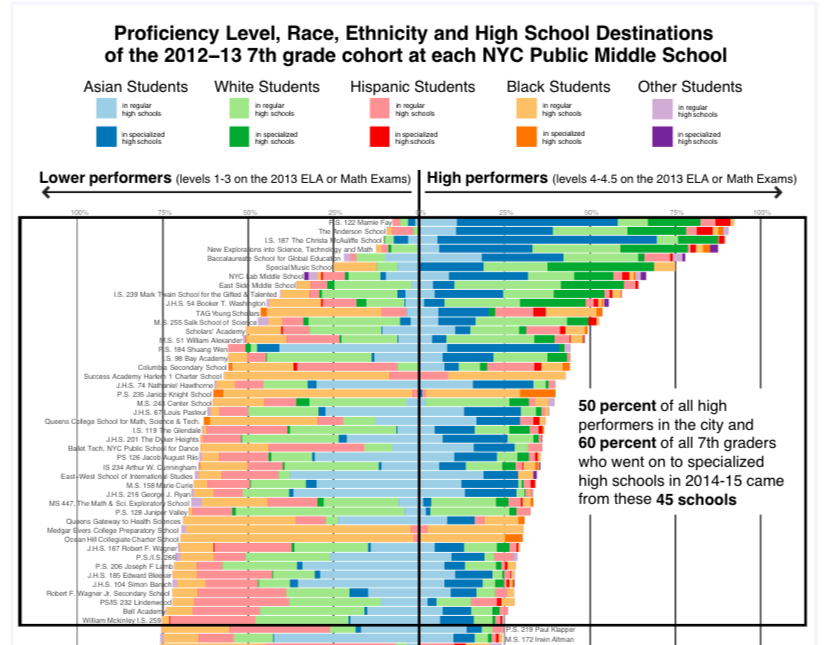 Proficiency Level, Race, Ethnicity and High School Destinations
of the 2012–13 7th grade cohort at each NYC Public Middle School
Asian Students White Students Hispanic Students Black Students Other Students
in regular high schools in regular high schools in regular high schools in regular high schools in regular high schools
in specialized high schools in specialized high schools in specialized high schools in specialized high schools in specialized high schools
Lower performers (levels 1-3 on the 2013 ELA or Math Exams) High performers (levels 4-4.5 on the 2013 ELA or Math Exams)
100% 75% 50% 25% 0% 25% 50% 75% 100%
P.S. 122 Mamie Fay
The Anderson School
I.S. 187 The Christa McAuliffe School
New Explorations into Science, Technology and Math
Baccalaureate School for Global Education
Special Music School
NYC Lab Middle School
East Side Middle School
I.S. 239 Mark Twain School for the Gifted & Talented
J.H.S. 54 Booker T. Washington
TAG Young Scholars
M.S. 255 Salk School of Science
Scholars' Academy
M.S. 51 William Alexander
P.S. 184 Shuang Wen
I.S. 98 Bay Academy
Columbia Secondary School
Success Academy Harlem 1 Charter School
J.H.S. 74 Nathaniel Hawthorne
P.S. 235 Janice Knight School
M.S. 243 Center School
J.H.S. 67 Louis Pasteur
Queens College School for Math, Science & Tech.
I.S. 119 The Glendale
J.H.S. 201 The Dyker Heights
Ballet Tech, NYC Public School for Dance
PS 126 Jacob August Riis
IS 234 Arthur W. Cunningham
East–West School of International Studies
M.S. 158 Marie Curie
J.H.S. 216 George J. Ryan
MS 447, The Math & Sci. Exploratory School
P.S. 128 Juniper Valley
Queens Gateway to Health Sciences
Medgar Evers College Preparatory School
Ocean Hill Collegiate Charter School
J.H.S. 167 Robert F. Wagner
P.S./I.S. 266
P.S. 206 Joseph F Lamb
J.H.S. 185 Edward Bleeker
J.H.S. 104 Simon Baruch
Robert F. Wagner Jr. Secondary School
PS/IS 232 Lindenwood
Bell Academy
William McKinley I.S. 259
50 percent of all high
performers in the city and
60 percent of all 7th graders
who went on to specialized
high schools in 2014-15 came
from these 45 schools
P.S. 219 Paul Klapper
M.S. 172 Irwin Altman